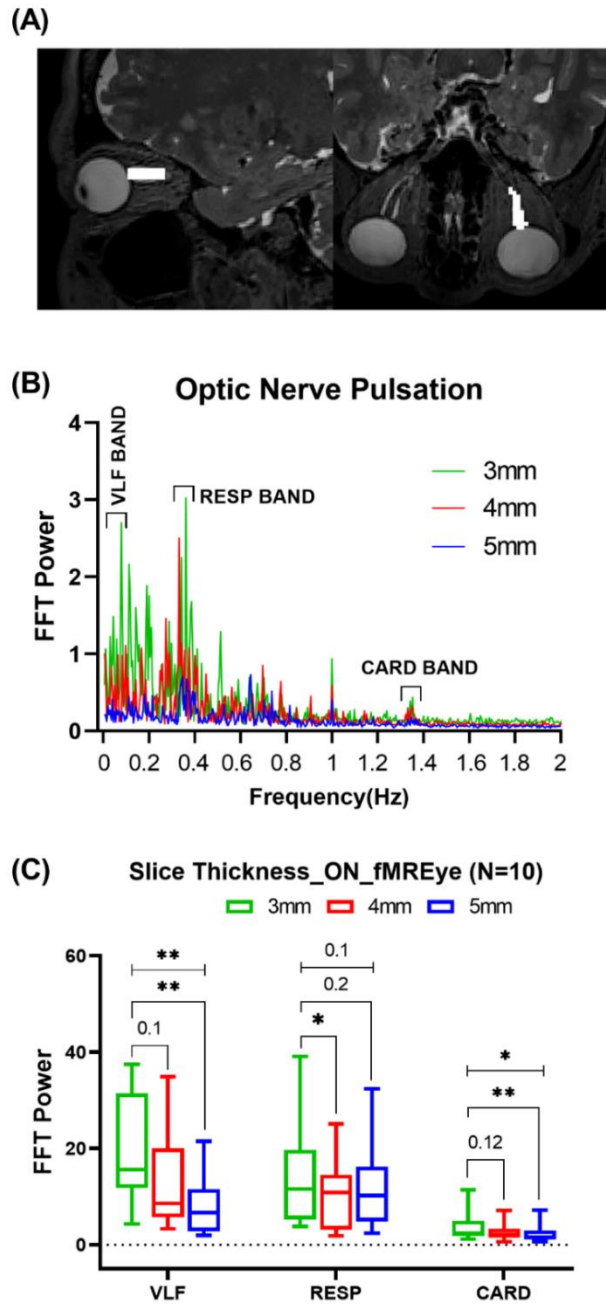 (A)
(B)
Optic Nerve Pulsation
4
3
2
1
0
FFT Power
VLF BAND
RESP BAND
CARD BAND
3mm
4mm
5mm
0 0.2 0.4 0.6 0.8 1 1.2 1.4 1.6 1.8 2
Frequency(Hz)
(C)
Slice Thickness_ON_fMREye (N=10)
3mm 4mm 5mm
60
40
20
0
FFT Power
**
**
0.1
0.1
0.2
*
*
**
0.12
VLF RESP CARD